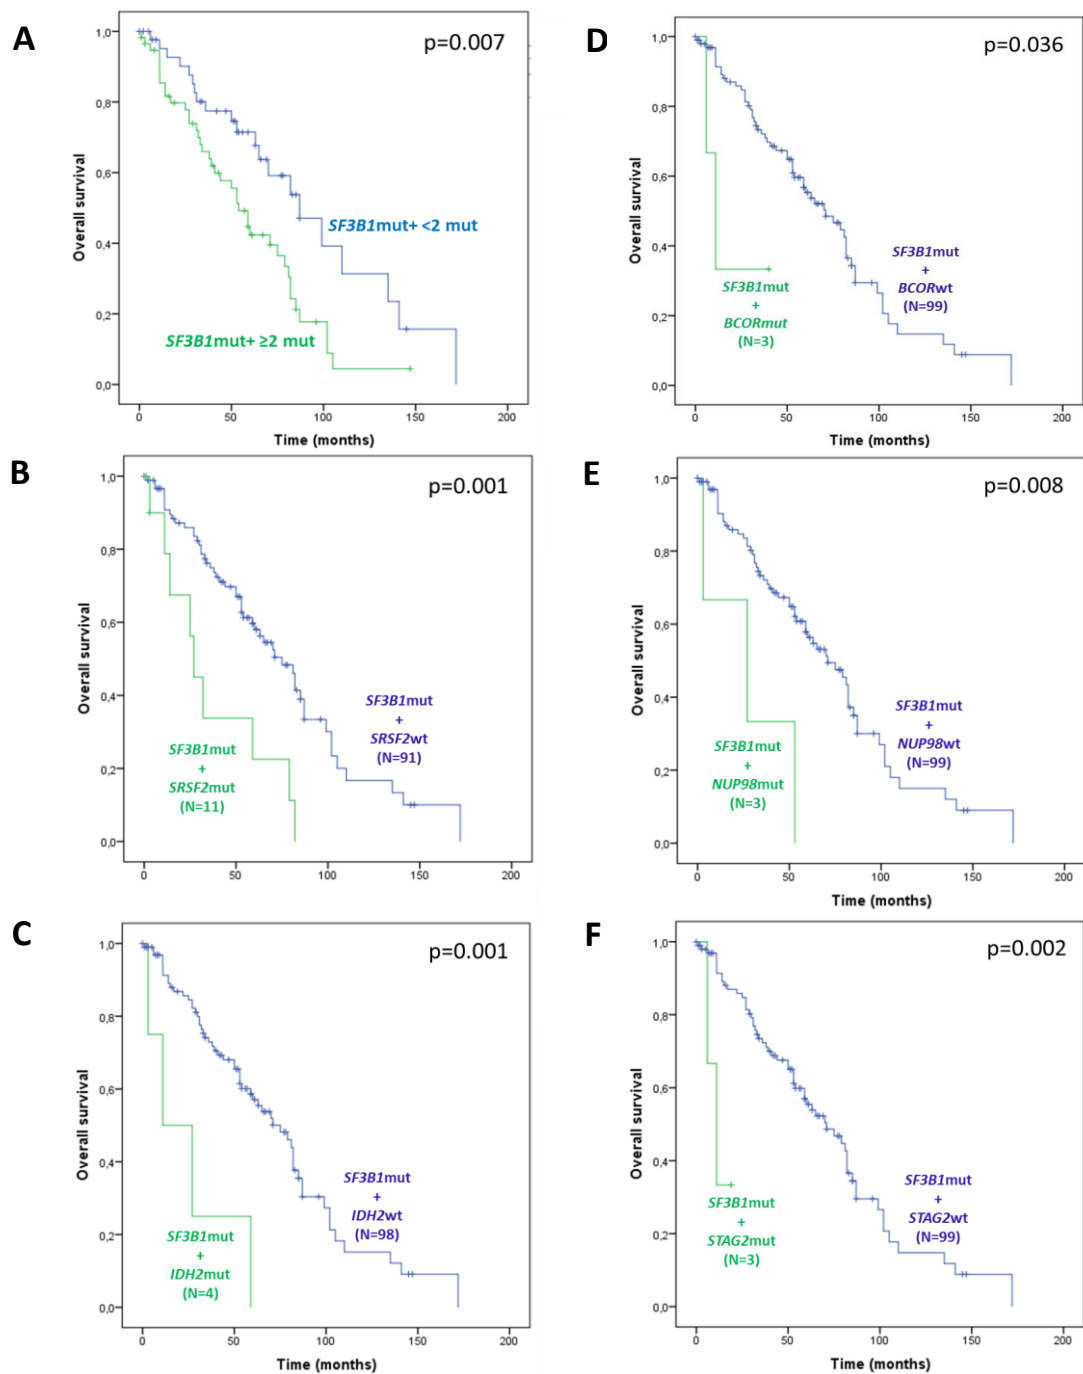 A
p=0.007
Overall survival
1,0
0,8
0,6
0,4
0,2
0,0
SF3B1mut+ <2 mut
SF3B1mut+ ≥2 mut
0 50 100 150 200
Time (months)
B
p=0.001
Overall survival
1,0
0,8
0,6
0,4
0,2
0,0
SF3B1mut
+
SRSF2wt
(N=91)
SF3B1mut
+
SRSF2mut
(N=11)
0 50 100 150 200
Time (months)
C
p=0.001
Overall survival
1,0
0,8
0,6
0,4
0,2
0,0
SF3B1mut
+
IDH2wt
(N=98)
SF3B1mut
+
IDH2mut
(N=4)
0 50 100 150 200
Time (months)
D
p=0.036
Overall survival
1,0
0,8
0,6
0,4
0,2
0,0
SF3B1mut
+
BCORwt
(N=99)
SF3B1mut
+
BCORmut
(N=3)
0 50 100 150 200
Time (months)
E
p=0.008
Overall survival
1,0
0,8
0,6
0,4
0,2
0,0
SF3B1mut
+
NUP98wt
(N=99)
SF3B1mut
+
NUP98mut
(N=3)
0 50 100 150 200
Time (months)
F
p=0.002
Overall survival
1,0
0,8
0,6
0,4
0,2
0,0
SF3B1mut
+
STAG2wt
(N=99)
SF3B1mut
+
STAG2mut
(N=3)
0 50 100 150 200
Time (months)